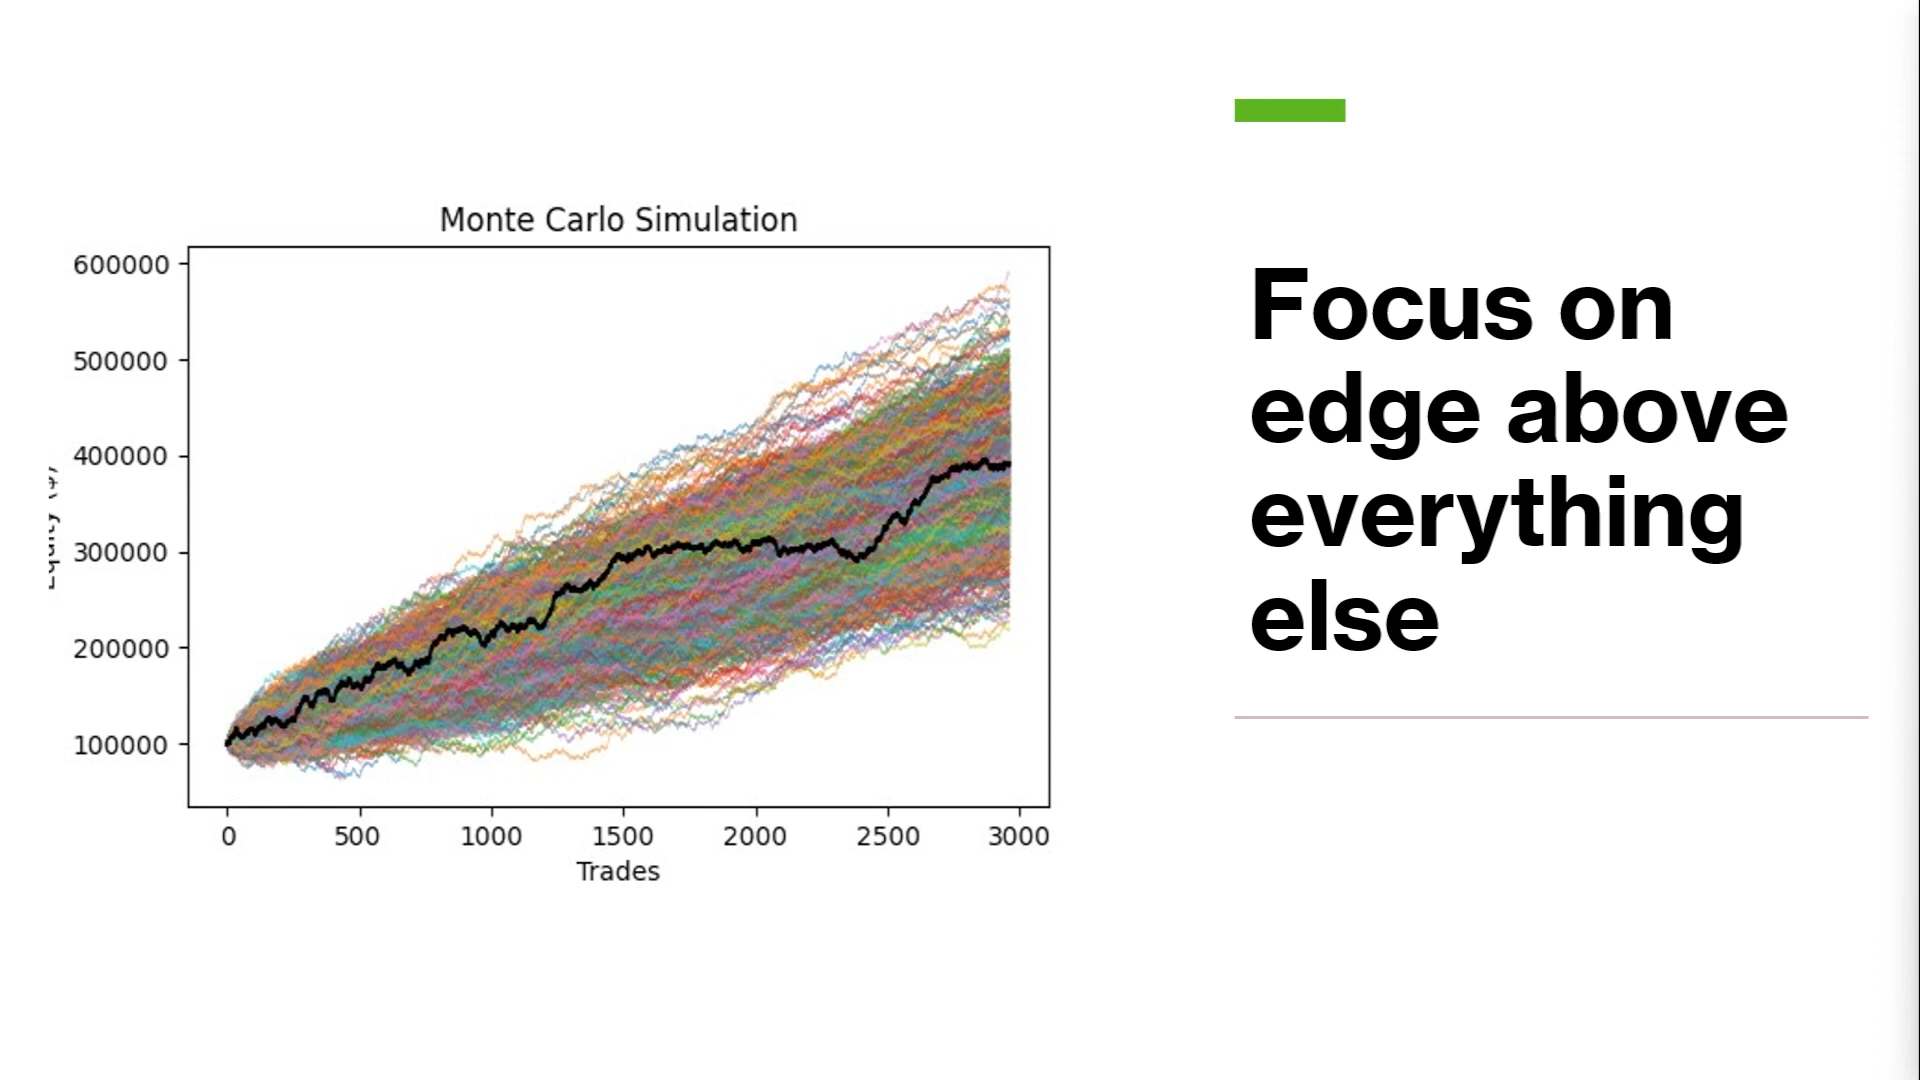 Monte Carlo Simulation
600000
500000
400000
300000
200000
100000
0 500 1000 1500 2000 2500 3000
Trades
Focus on
edge above
everything
else